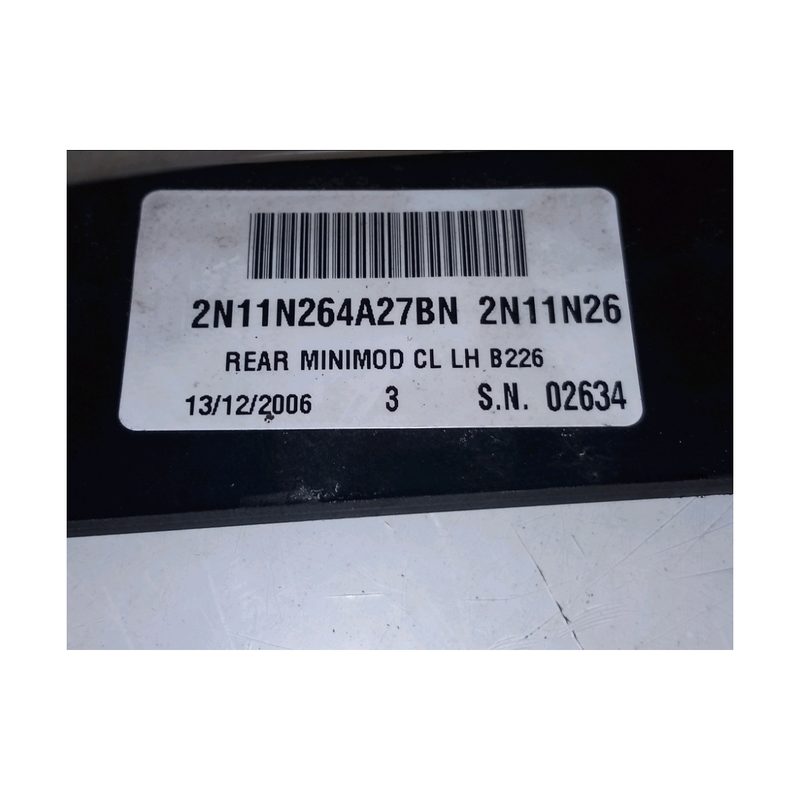 2N11N264A27BN 2N11N26
REAR MINIMOD CL LH B226
13/12/2006 3 S.N. 02634